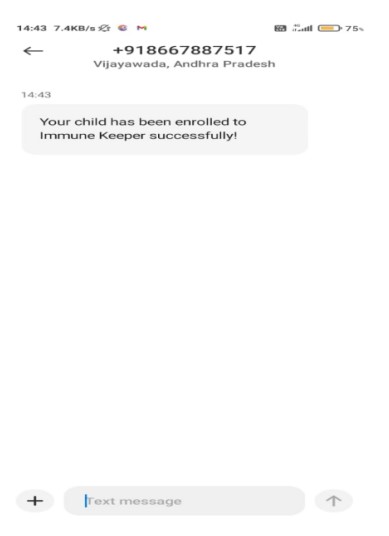 14:43 7.4KB/s 75%
+918667887517
Vijayawada, Andhra Pradesh
14:43
Your child has been enrolled to
Immune Keeper successfully!
Text message